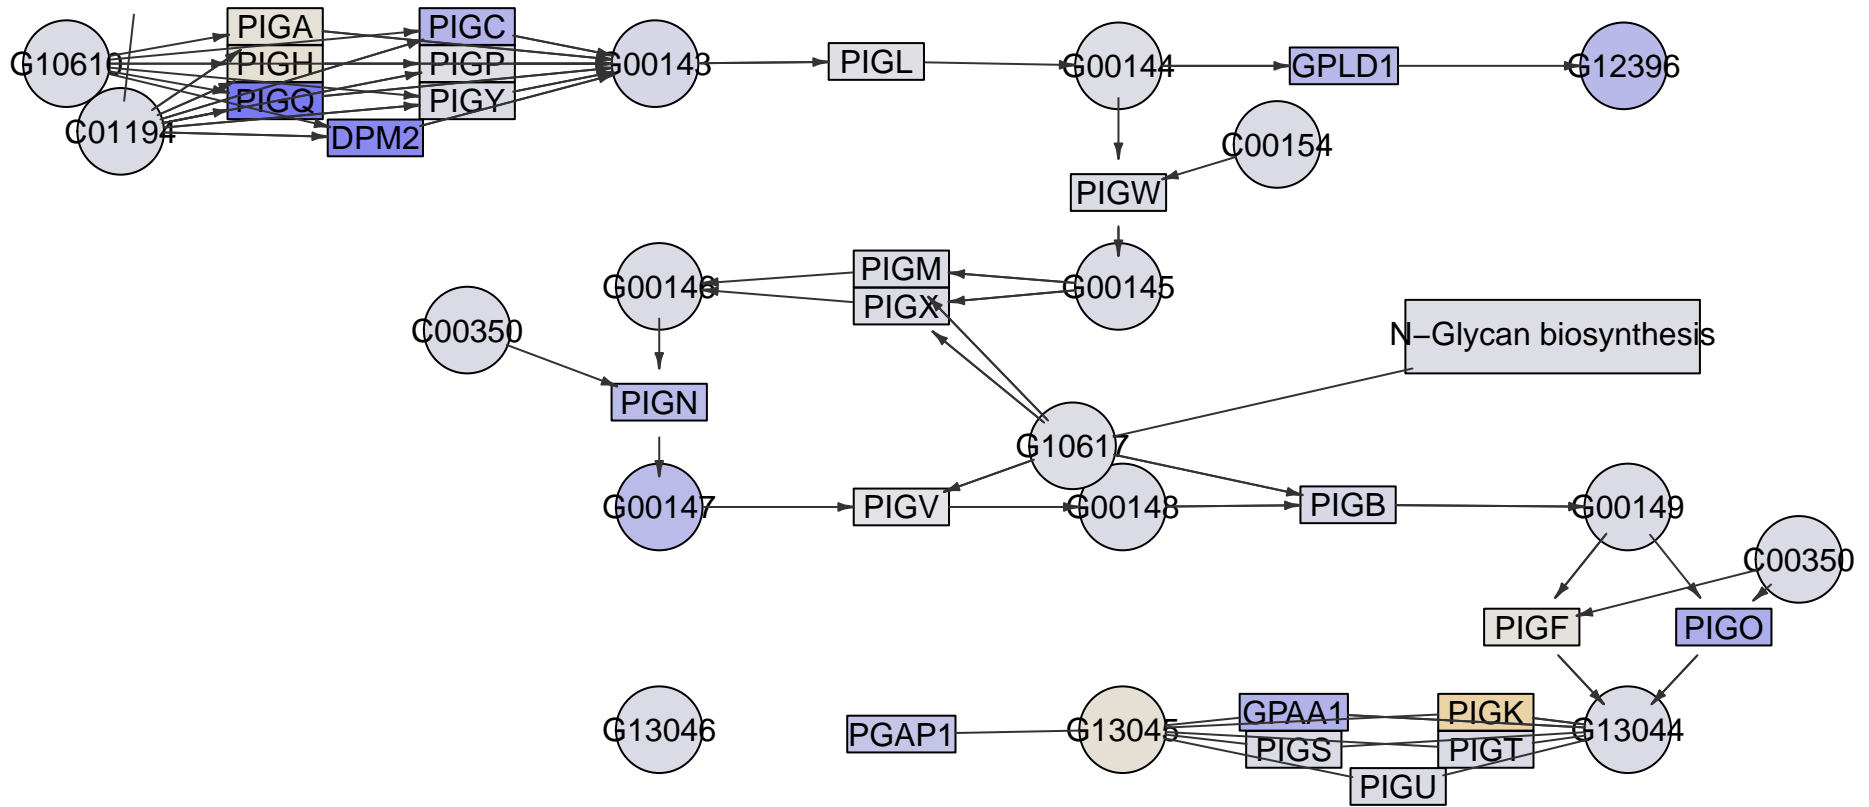 PIGA
PIGC
G10610
PIGH
PIGP
G00143
PIGL
G00144
GPLD1
G12396
PIGQ
PIGY
C01194
DPM2
C00154
PIGW
PIGM
G00146
G00145
PIGX
C00350
N−Glycan biosynthesis
PIGN
G10617
G00147
PIGV
G00148
PIGB
G00149
C00350
PIGF
PIGO
GPAA1
PIGK
G13046
PGAP1
G13045
G13044
PIGS
PIGT
PIGU